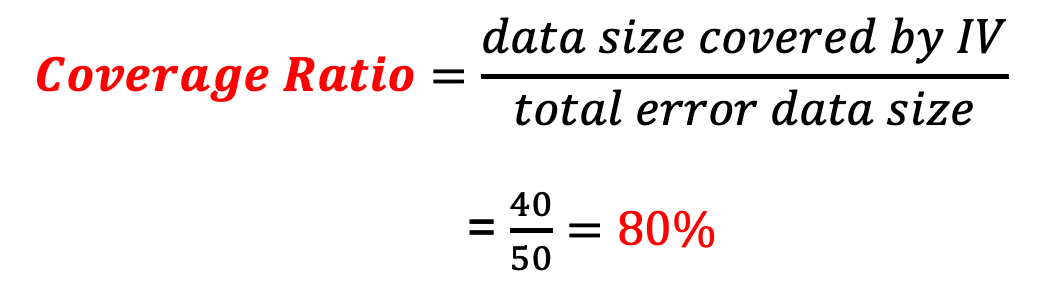 Coverage Ratio = data size covered by IV / total error data size
= 40 / 50 = 80%